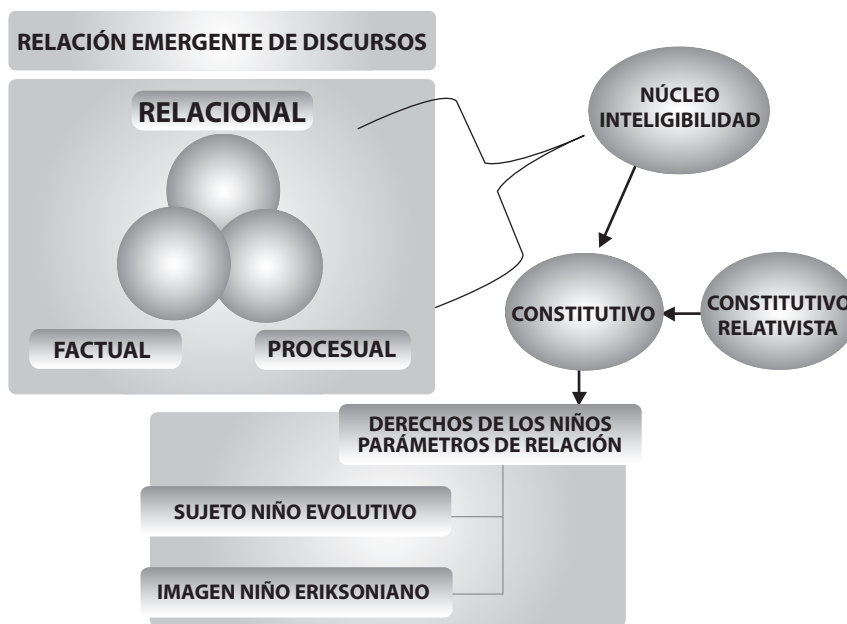 RELACIÓN EMERGENTE DE DISCURSOS
RELACIONAL
FACTUAL
PROCESUAL
NÚCLEO
INTELIGIBILIDAD
CONSTITUTIVO
CONSTITUTIVO
RELATIVISTA
DERECHOS DE LOS NIÑOS
PARÁMETROS DE RELACIÓN
SUJETO NIÑO EVOLUTIVO
IMAGEN NIÑO ERIKSONIANO